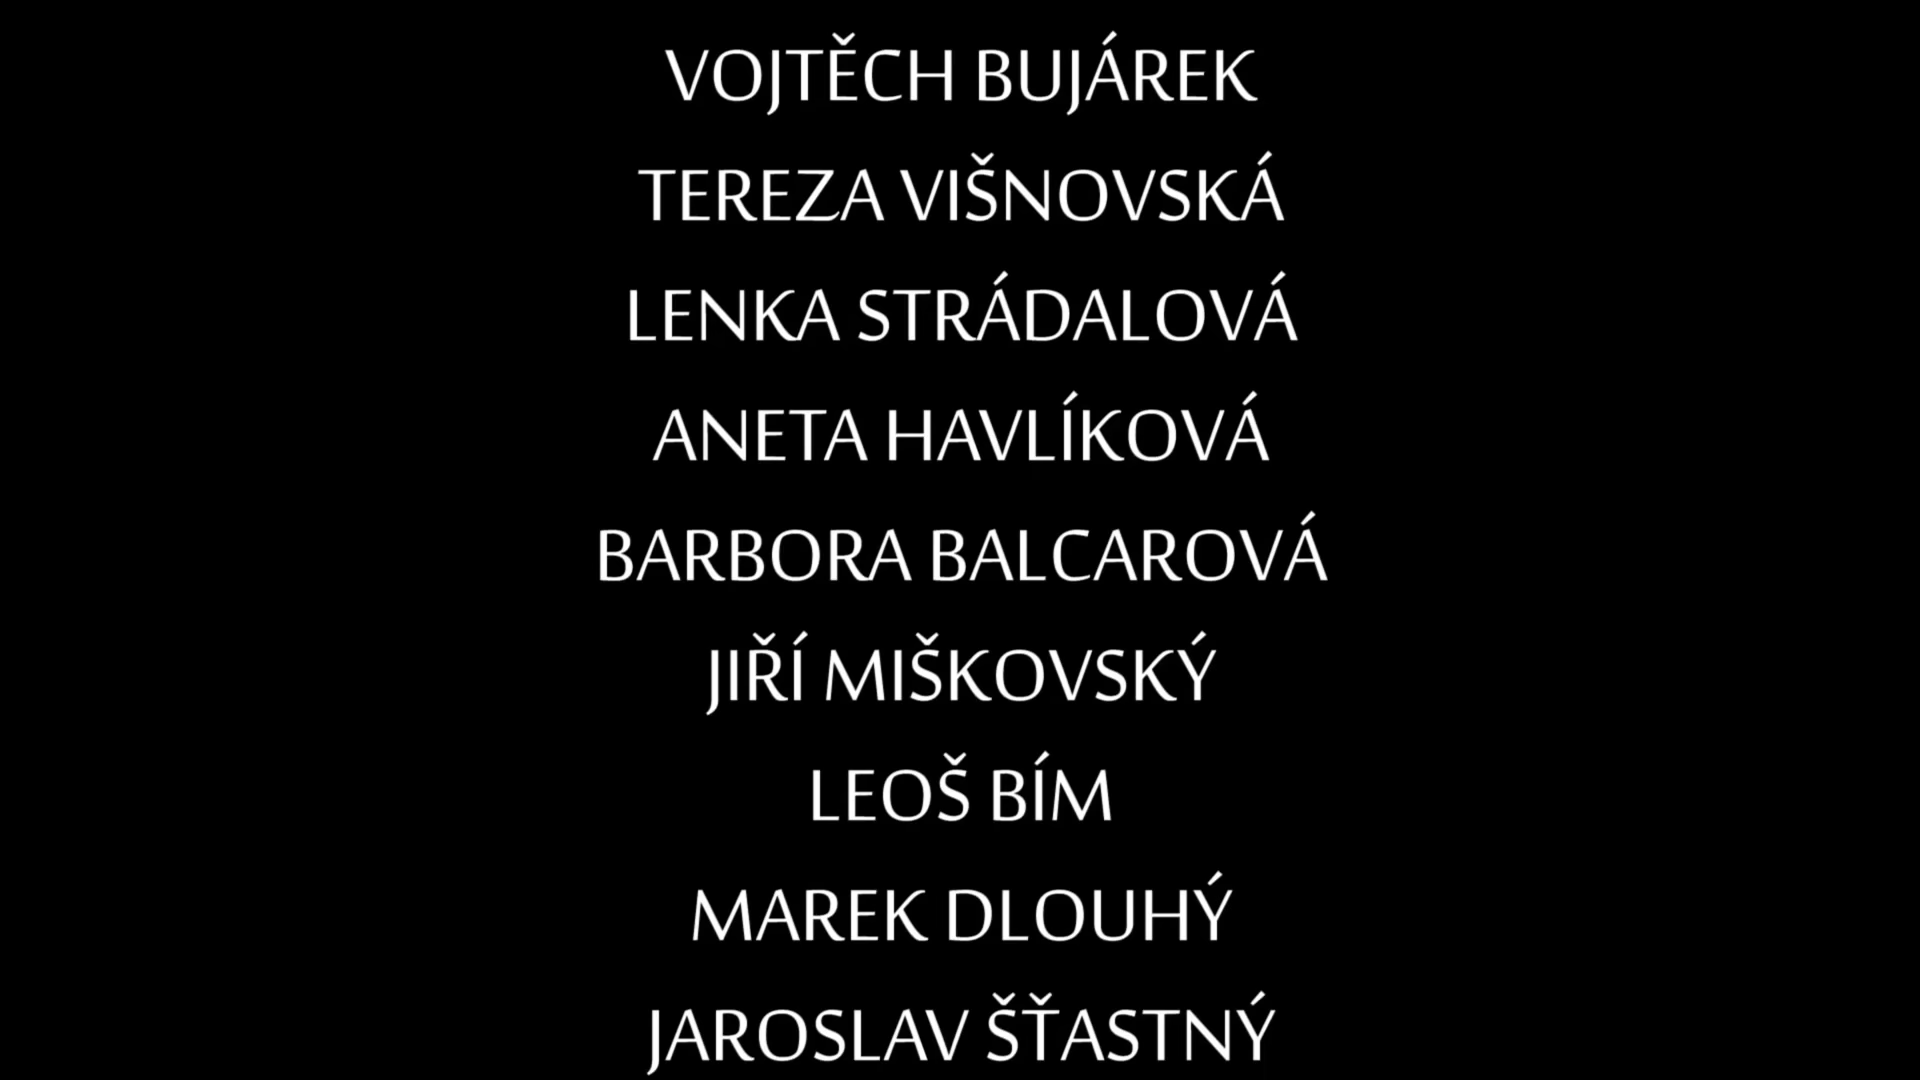 VOJTĚCH BUJÁREK
TEREZA VIŠNOVSKÁ
LENKA STRÁDALOVÁ
ANETA HAVLÍKOVÁ
BARBORA BALCAROVÁ
JIŘÍ MIŠKOVSKÝ
LEOŠ BÍM
MAREK DLOUHÝ
JAROSLAV ŠŤASTNÝ